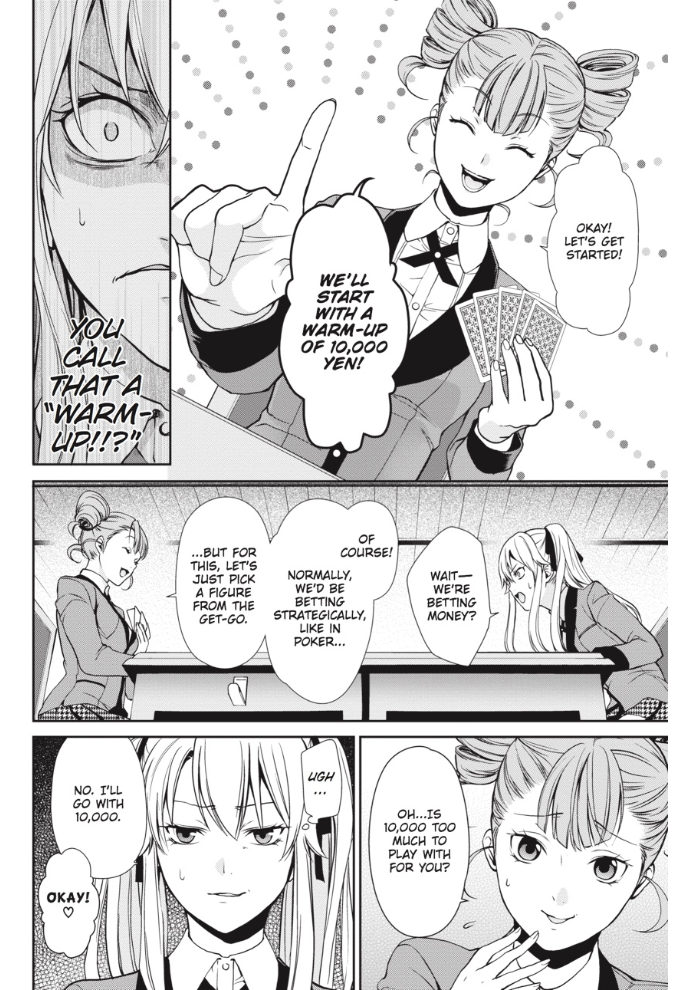 OKAY!
LET'S GET
STARTED!
WE'LL
START
WITH A
WARM-UP
OF 10,000
YEN!
YOU
CALL
THAT A
"WARM-
UP!!?"
WAIT—
WE'RE
BETTING
MONEY?
OF
COURSE!
NORMALLY,
WE'D BE
BETTING
STRATEGICALLY,
LIKE IN
POKER...
...BUT FOR
THIS, LET'S
JUST PICK
A FIGURE
FROM THE
GET-GO.
OH...IS
10,000 TOO
MUCH TO
PLAY WITH
FOR YOU?
UGH
...
NO. I'LL
GO WITH
10,000.
OKAY!
♡